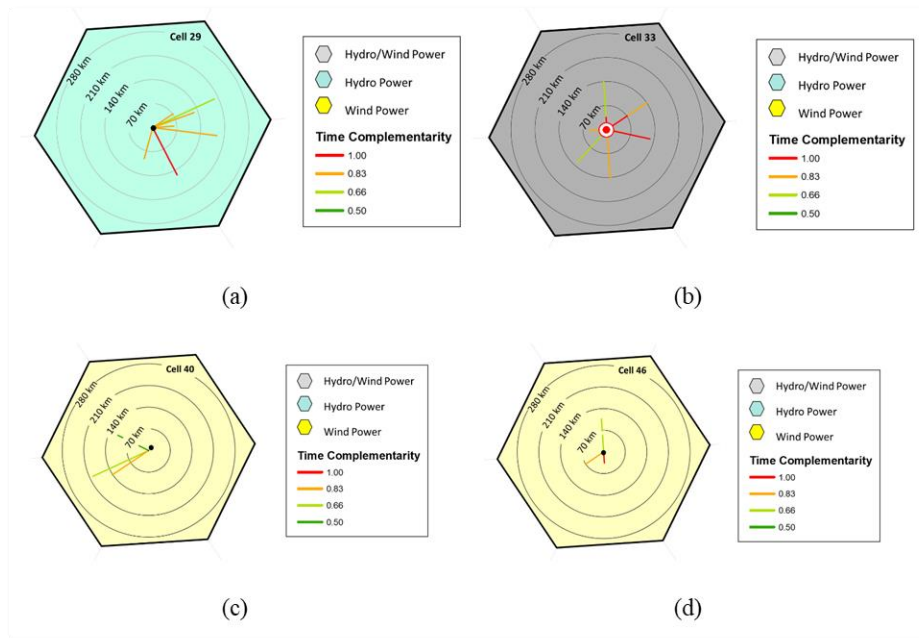 Cell 29
280 km
210 km
140 km
70 km
Hydro/Wind Power
Hydro Power
Wind Power
Time Complementarity
1.00
0.83
0.66
0.50
(a)
Cell 33
280 km
210 km
140 km
70 km
Hydro/Wind Power
Hydro Power
Wind Power
Time Complementarity
1.00
0.83
0.66
0.50
(b)
Cell 40
280 km
210 km
140 km
70 km
Hydro/Wind Power
Hydro Power
Wind Power
Time Complementarity
1.00
0.83
0.66
0.50
(c)
Cell 46
280 km
210 km
140 km
70 km
Hydro/Wind Power
Hydro Power
Wind Power
Time Complementarity
1.00
0.83
0.66
0.50
(d)